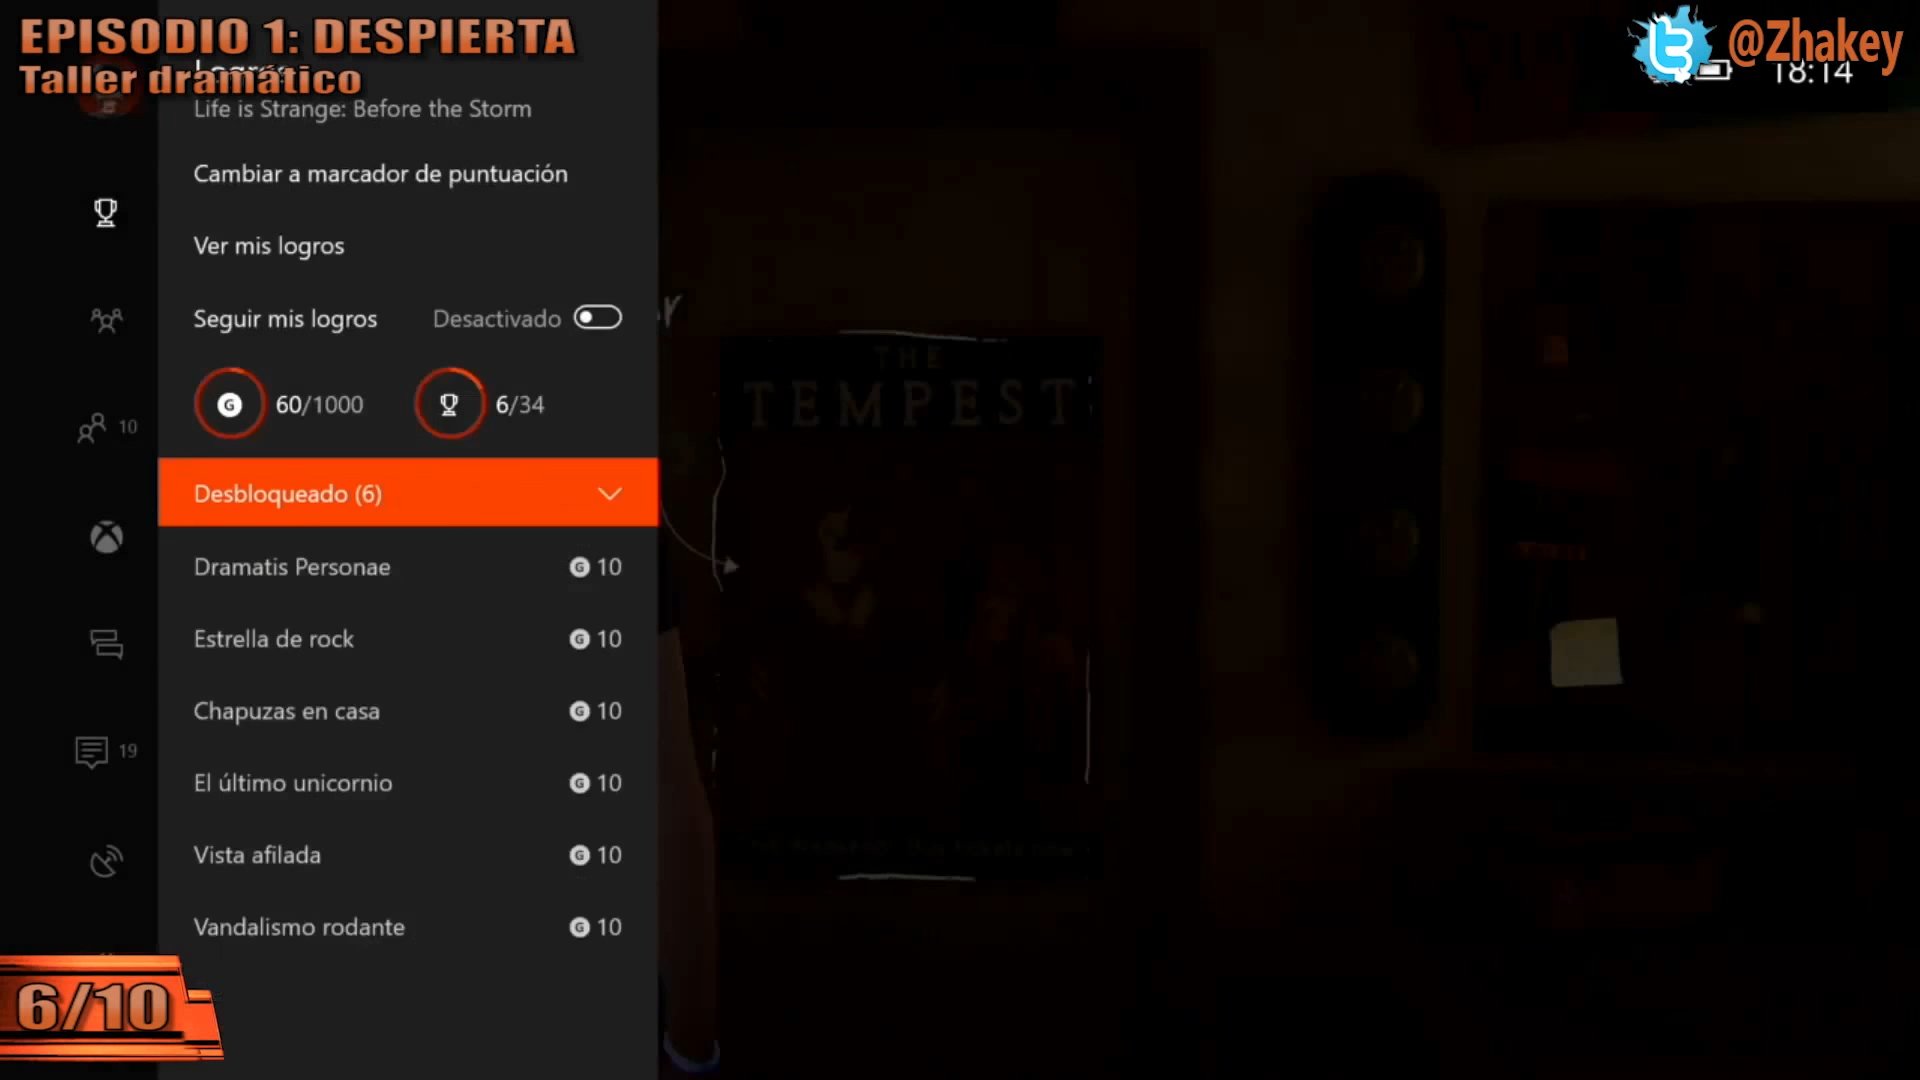 EPISODIO 1: DESPIERTA
Taller dramático
Logros
Life is Strange: Before the Storm
@Zhakey
18:14
Cambiar a marcador de puntuación
Ver mis logros
Seguir mis logros Desactivado
G 60/1000 6/34
10
Desbloqueado (6)
Dramatis Personae G 10
Estrella de rock G 10
Chapuzas en casa G 10
19
El último unicornio G 10
Vista afilada G 10
Vandalismo rodante G 10
THE
TEMPEST
6/10